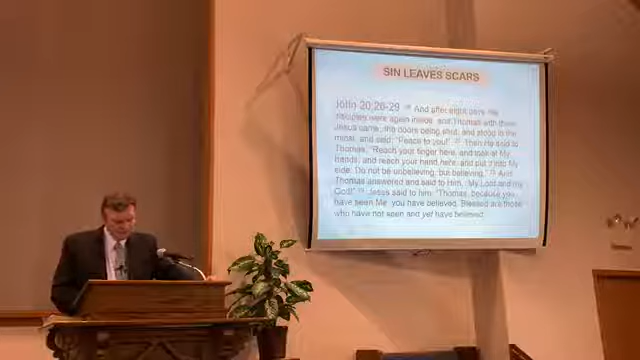 SIN LEAVES SCARS
John 20:26-29 26 And after eight days His
disciples were again inside, and Thomas with them.
Jesus came, the doors being shut, and stood in the
midst, and said, "Peace to you!" 27 Then He said to
Thomas, "Reach your finger here, and look at My
hands; and reach your hand here, and put it into My
side. Do not be unbelieving, but believing." 28 And
Thomas answered and said to Him, "My Lord and my
God!" 29 Jesus said to him, "Thomas, because you
have seen Me, you have believed. Blessed are those
who have not seen and yet have believed.